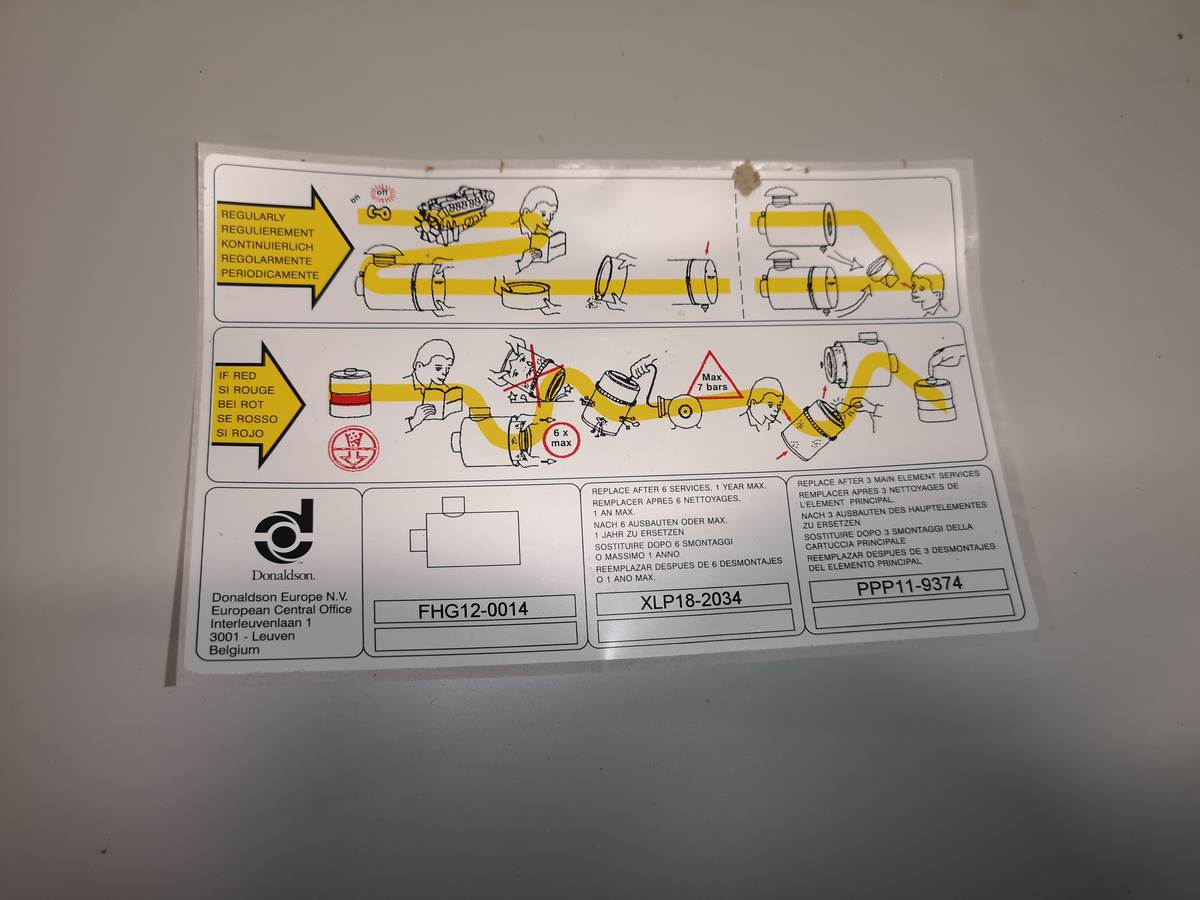 REGULARLY
REGULIEREMENT
KONTINUIERLICH
REGOLARMENTE
PERIODICAMENTE
on
off
IF RED
SI ROUGE
BEI ROT
SE ROSSO
SI ROJO
6 x
max
Max
7 bars
Donaldson.
Donaldson Europe N.V.
European Central Office
Interleuvenlaan 1
3001 - Leuven
Belgium
FHG12-0014
REPLACE AFTER 6 SERVICES, 1 YEAR MAX.
REMPLACER APRES 6 NETTOYAGES,
1 AN MAX.
NACH 6 AUSBAUTEN ODER MAX.
1 JAHR ZU ERSETZEN
SOSTITUIRE DOPO 6 SMONTAGGI
O MASSIMO 1 ANNO
REEMPLAZAR DESPUES DE 6 DESMONTAJES
O 1 ANO MAX.
XLP18-2034
REPLACE AFTER 3 MAIN ELEMENT SERVICES
REMPLACER APRES 3 NETTOYAGES DE
L'ELEMENT PRINCIPAL.
NACH 3 AUSBAUTEN DES HAUPTELEMENTES
ZU ERSETZEN
SOSTITUIRE DOPO 3 SMONTAGGI DELLA
CARTUCCIA PRINCIPALE
REEMPLAZAR DESPUES DE 3 DESMONTAJES
DEL ELEMENTO PRINCIPAL
PPP11-9374